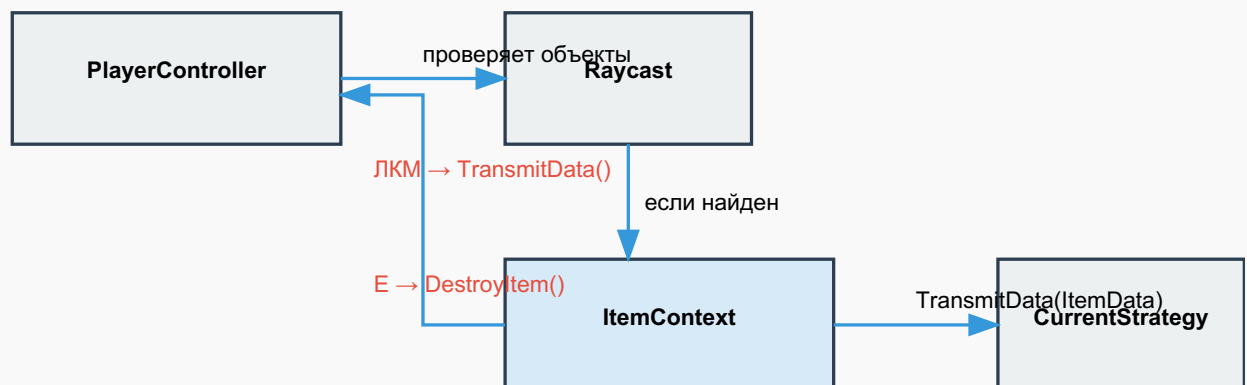 проверяет объекты
PlayerController
Raycast
ЛКМ → TransmitData()
если найден
E → DestroyItem()
TransmitData(ItemData)
ItemContext
CurrentStrategy